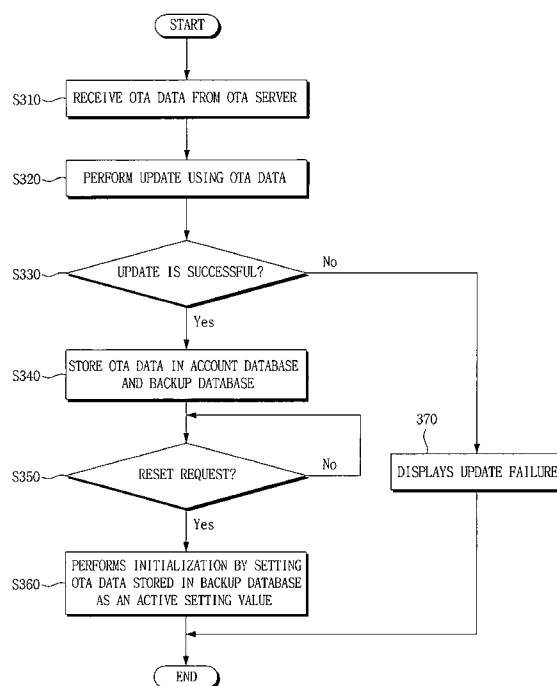 START
S310
RECEIVE OTA DATA FROM OTA SERVER
S320
PERFORM UPDATE USING OTA DATA
S330
UPDATE IS SUCCESSFUL?
No
Yes
S340
STORE OTA DATA IN ACCOUNT DATABASE
AND BACKUP DATABASE
370
DISPLAYS UPDATE FAILURE
S350
RESET REQUEST?
No
Yes
S360
PERFORMS INITIALIZATION BY SETTING
OTA DATA STORED IN BACKUP DATABASE
AS AN ACTIVE SETTING VALUE
END